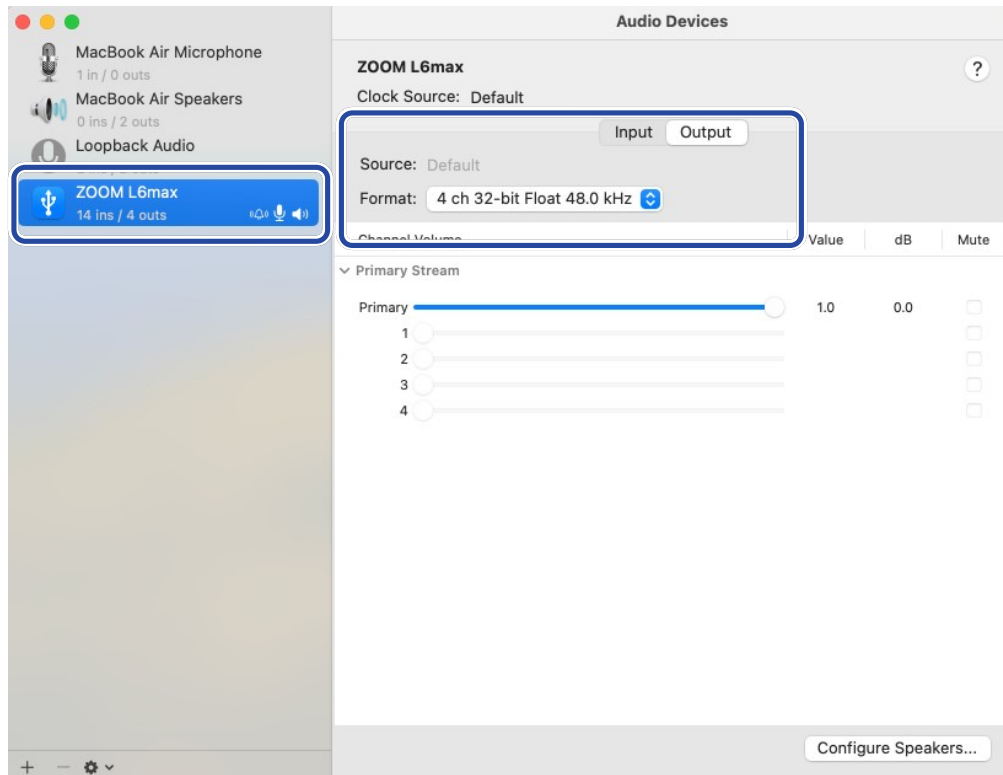 Audio Devices
MacBook Air Microphone
1 in / 0 outs
MacBook Air Speakers
0 ins / 2 outs
Loopback Audio
ZOOM L6max
14 ins / 4 outs
ZOOM L6max
?
Clock Source: Default
Input Output
Source: Default
Format: 4 ch 32-bit Float 48.0 kHz
Channel Volume Value dB Mute
Primary Stream
Primary 1.0 0.0
1
2
3
4
Configure Speakers...